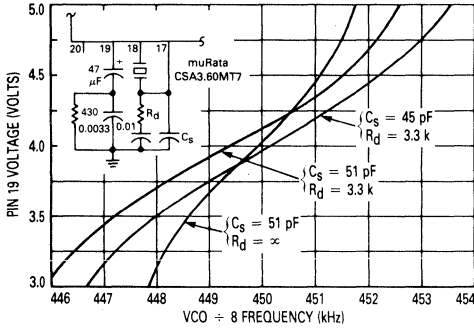 5.0
4.5
4.0
3.5
3.0
PIN 19 VOLTAGE (VOLTS)
20 19 18 17
muRata
CSA3.60MT7
47
μF
+
430
0.0033
0.01
Rd
Cs
Cs = 45 pF
Rd = 3.3 k
Cs = 51 pF
Rd = 3.3 k
Cs = 51 pF
Rd = ∞
446 447 448 449 450 451 452 453 454
VCO ÷ 8 FREQUENCY (kHz)